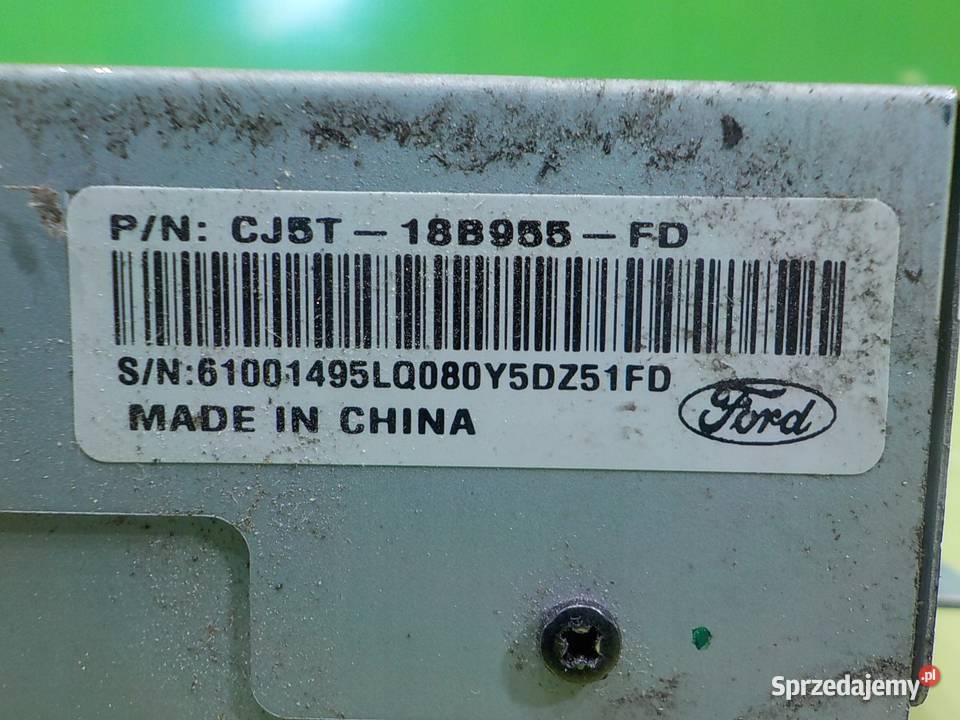 P/N: CJ5T-18B955-FD
S/N:61001495LQ080Y5DZ51FD
MADE IN CHINA
Ford
Sprzedajemy.pl